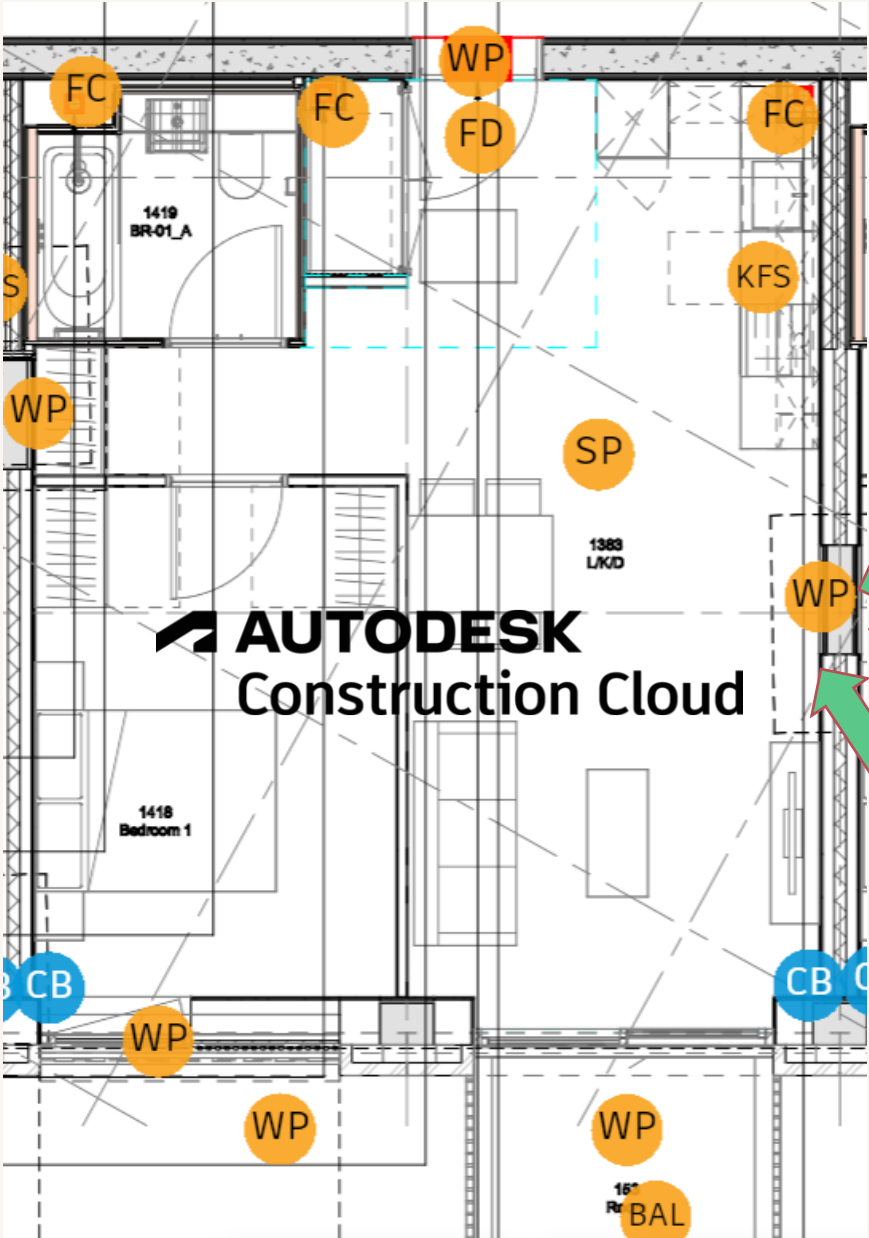 WP
FC
FC
FC
FD
1419
BR-01_A
KFS
S
WP
SP
1383
L/K/D
WP
AUTODESK
Construction Cloud
1418
Bedroom 1
B
CB
CB
WP
WP
WP
BAL